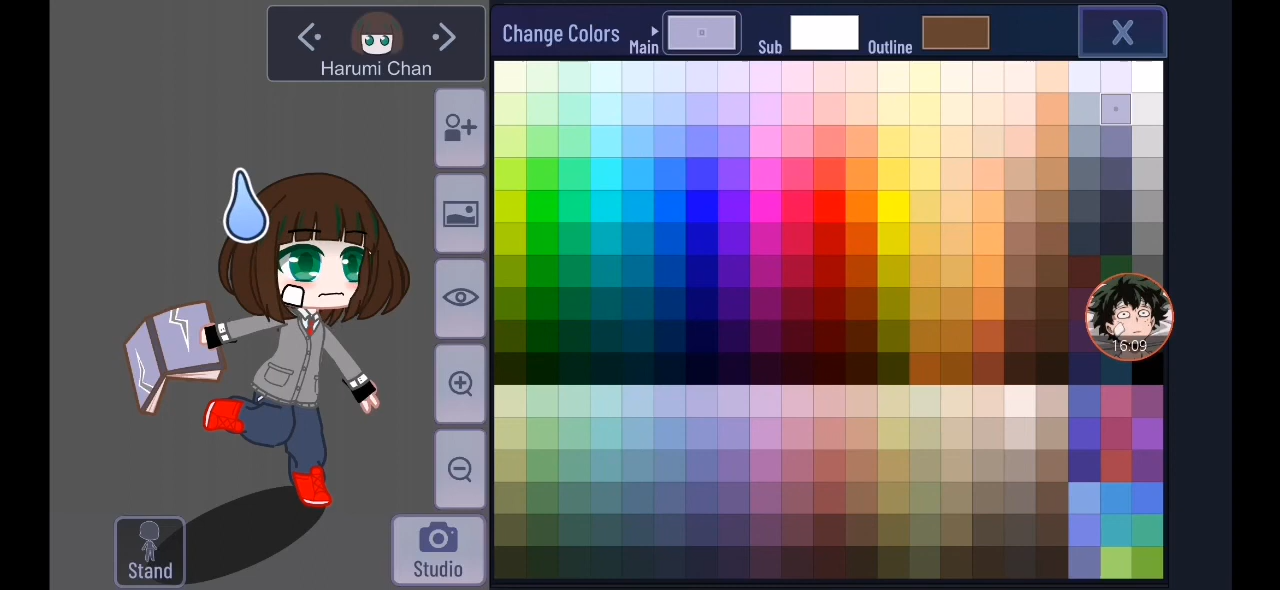 Harumi Chan
Change Colors
Main
Sub
Outline
X
16:09
Stand
Studio